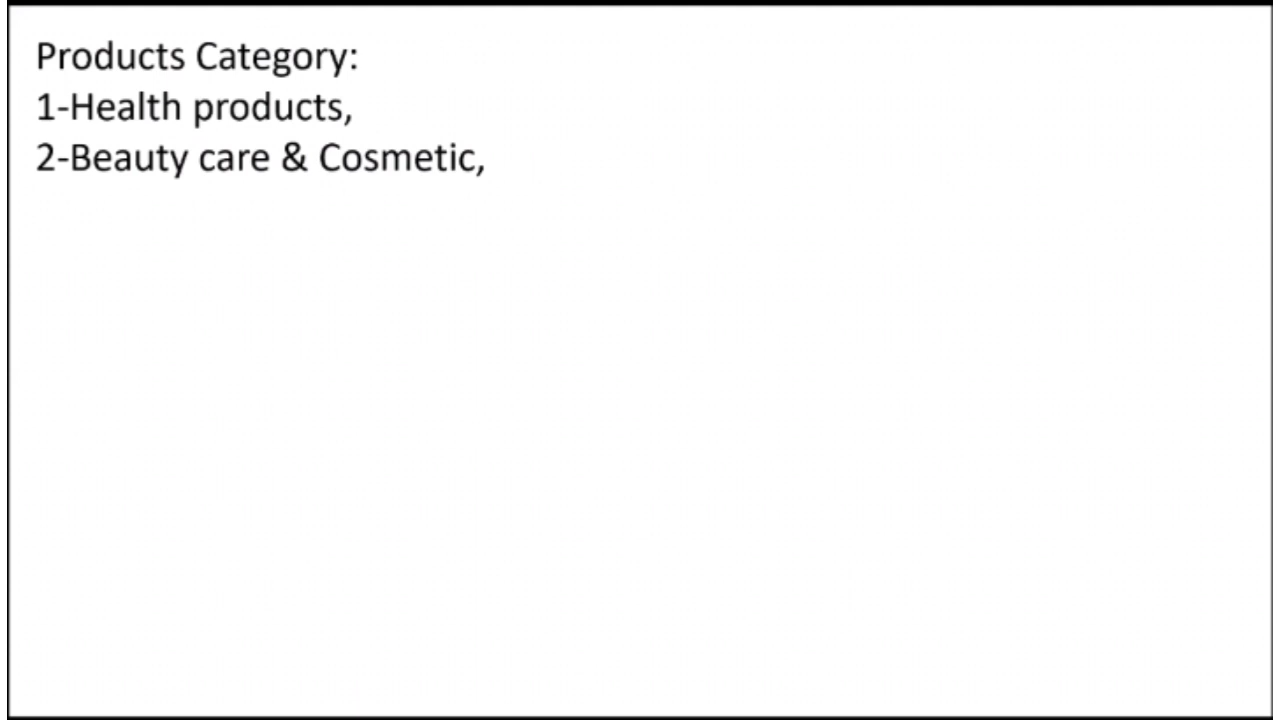 Products Category:
1-Health products,
2-Beauty care & Cosmetic,